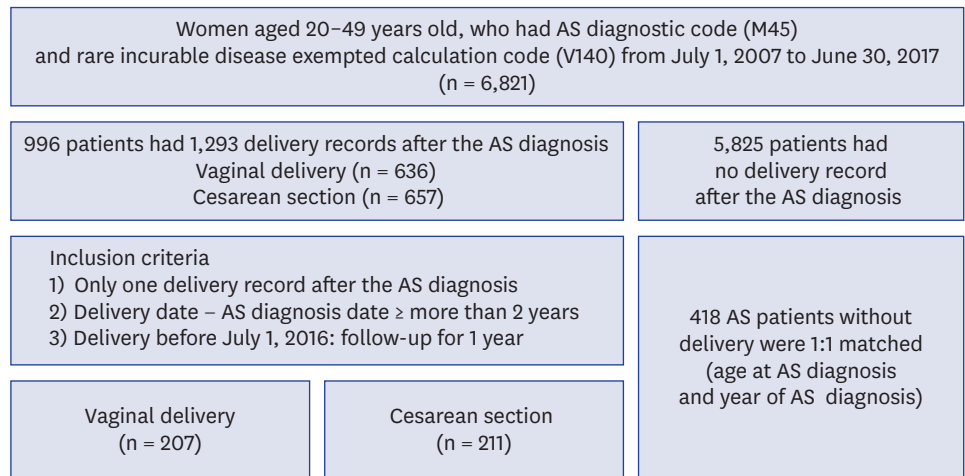 Women aged 20–49 years old, who had AS diagnostic code (M45)
and rare incurable disease exempted calculation code (V140) from July 1, 2007 to June 30, 2017
(n = 6,821)
996 patients had 1,293 delivery records after the AS diagnosis
Vaginal delivery (n = 636)
Cesarean section (n = 657)
5,825 patients had
no delivery record
after the AS diagnosis
Inclusion criteria
1) Only one delivery record after the AS diagnosis
2) Delivery date – AS diagnosis date ≥ more than 2 years
3) Delivery before July 1, 2016: follow-up for 1 year
418 AS patients without
delivery were 1:1 matched
(age at AS diagnosis
and year of AS diagnosis)
Vaginal delivery
(n = 207)
Cesarean section
(n = 211)